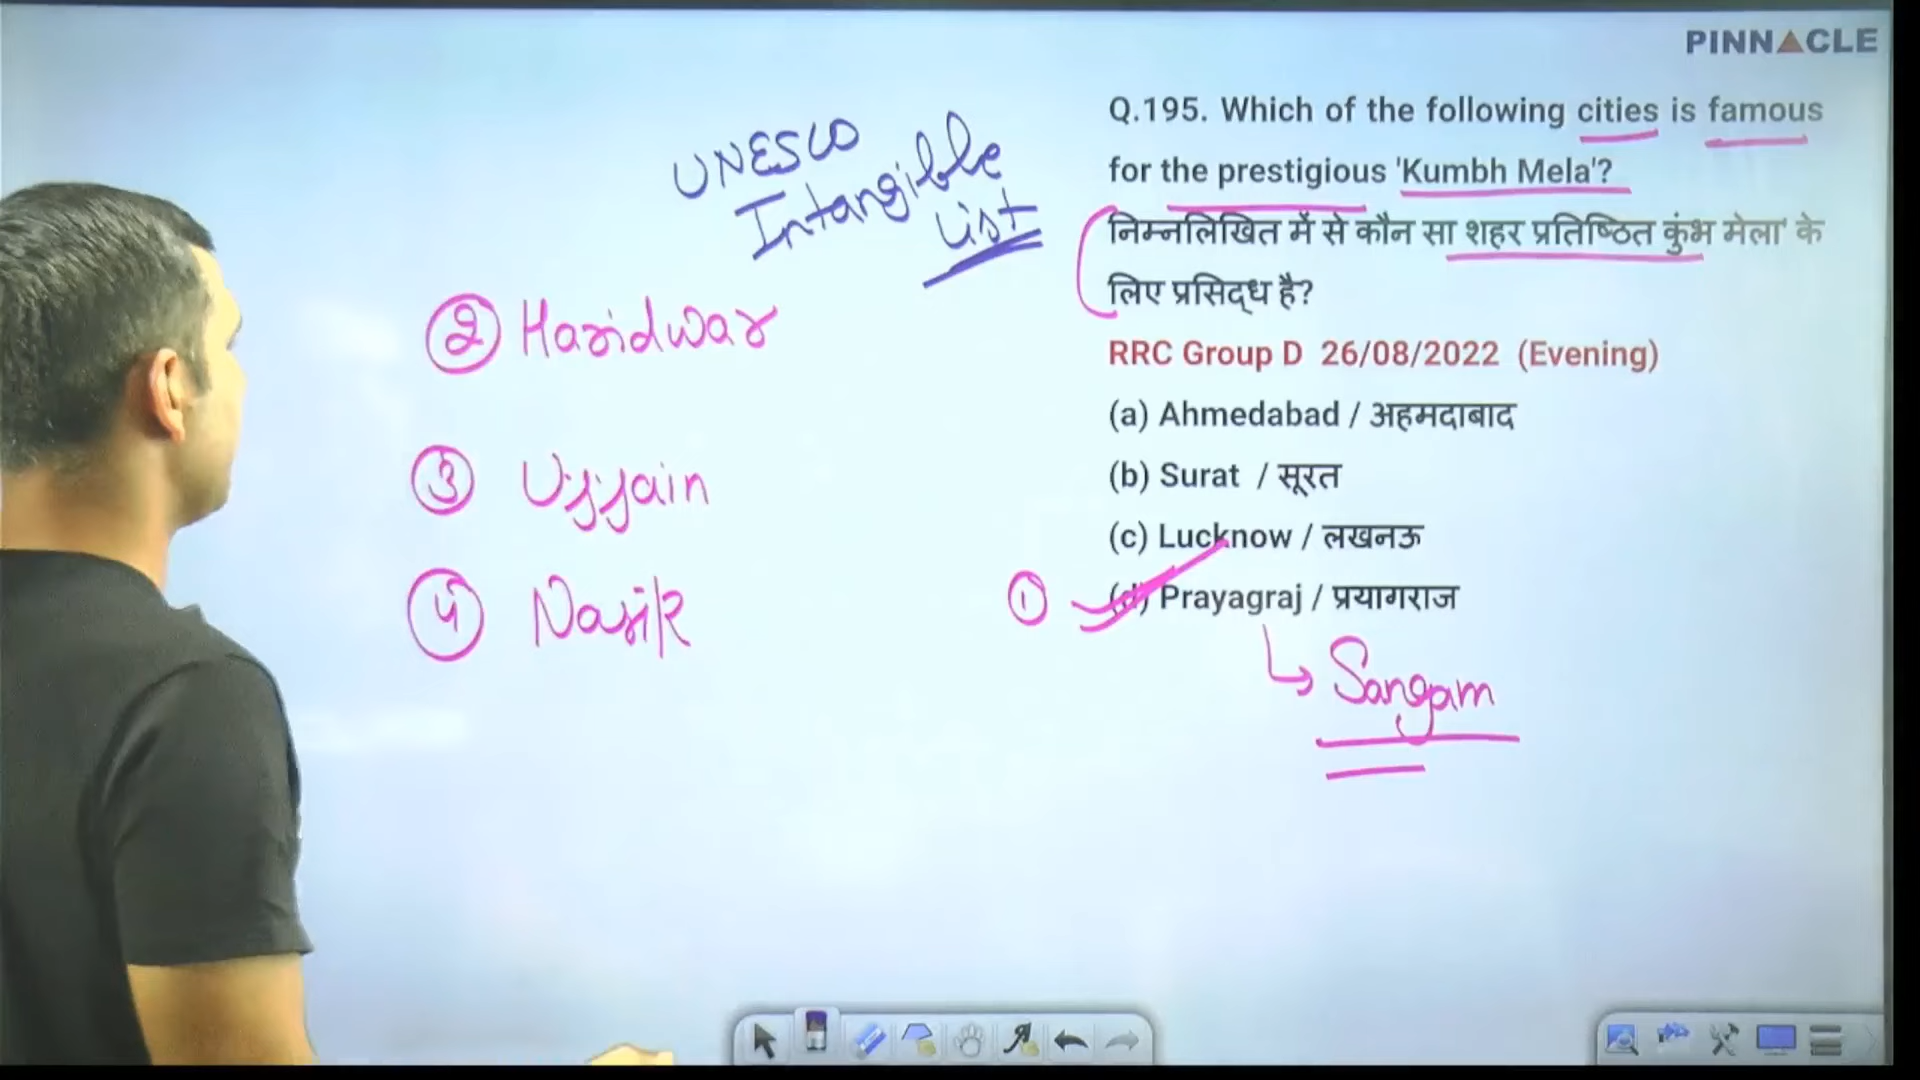 PINNACLE
Q.195. Which of the following cities is famous
for the prestigious 'Kumbh Mela'?
निम्नलिखित में से कौन सा शहर प्रतिष्ठित कुंभ मेला' के
लिए प्रसिद्ध है?
RRC Group D 26/08/2022 (Evening)
(a) Ahmedabad / अहमदाबाद
(b) Surat / सूरत
(c) Lucknow / लखनऊ
① (d) Prayagraj / प्रयागराज
↳ Sangam
UNESCO
Intangible
List
② Haridwar
③ Ujjain
④ Nasik